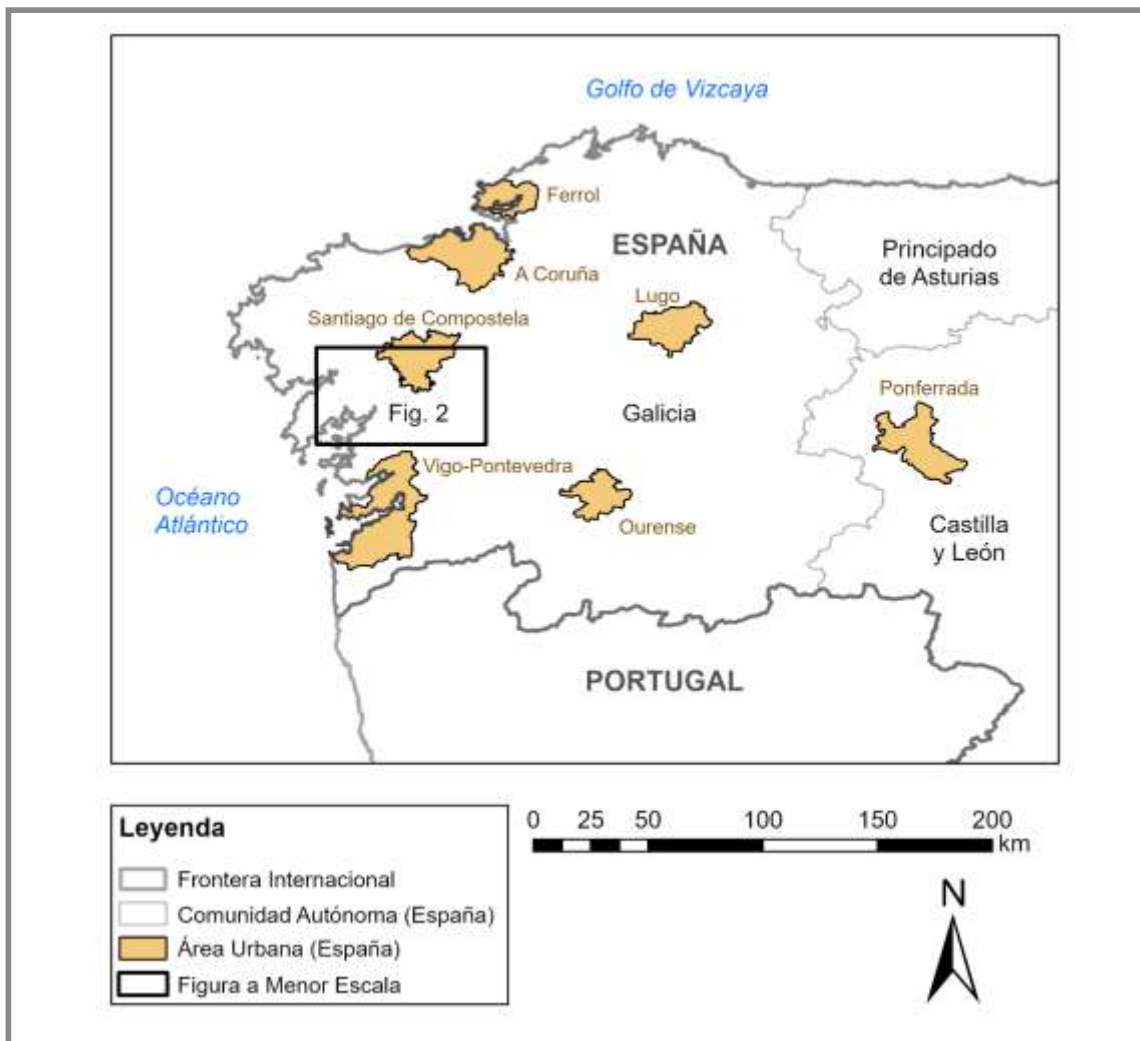 Golfo de Vizcaya
Ferrol
ESPAÑA
Principado
de Asturias
A Coruña
Lugo
Santiago de Compostela
Ponferrada
Fig. 2
Galicia
Vigo-Pontevedra
Océano
Atlántico
Ourense
Castilla
y León
PORTUGAL
Leyenda
Frontera Internacional
Comunidad Autónoma (España)
Área Urbana (España)
Figura a Menor Escala
0 25 50 100 150 200
km
N